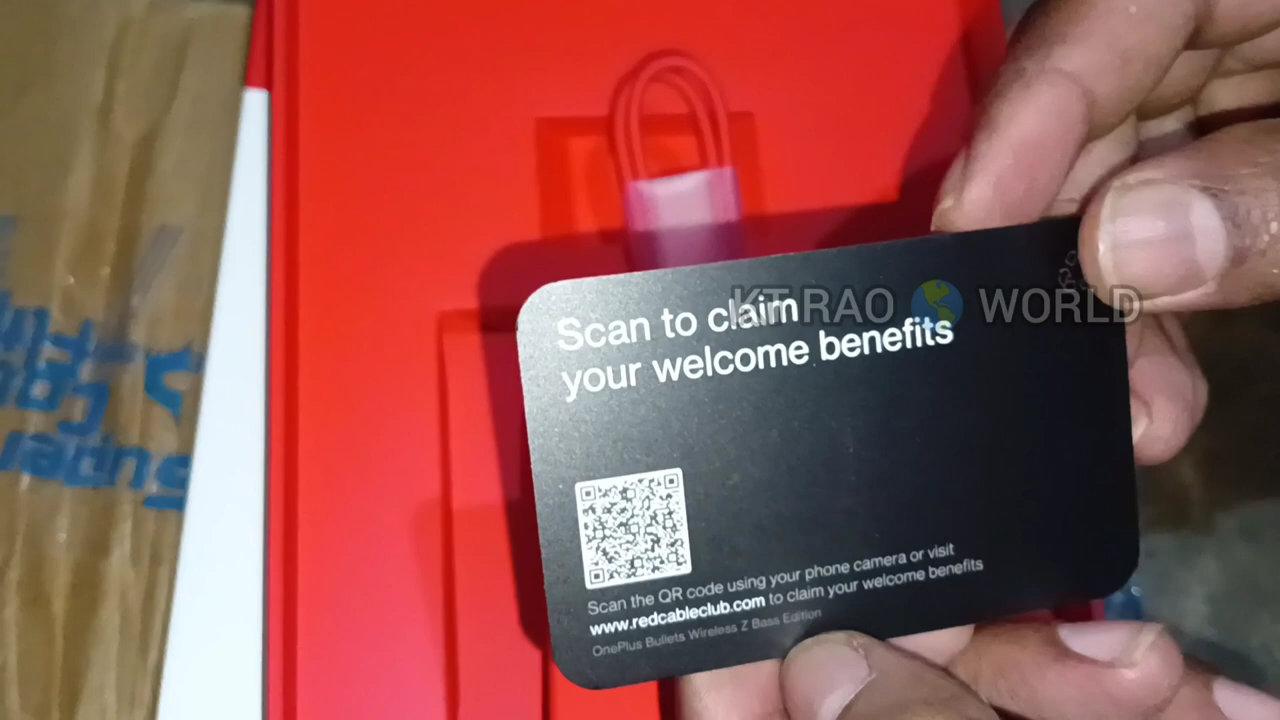 KT RAO WORLD
Scan to claim
your welcome benefits
Scan the QR code using your phone camera or visit
www.redcableclub.com to claim your welcome benefits
OnePlus Bullets Wireless Z Bass Edition